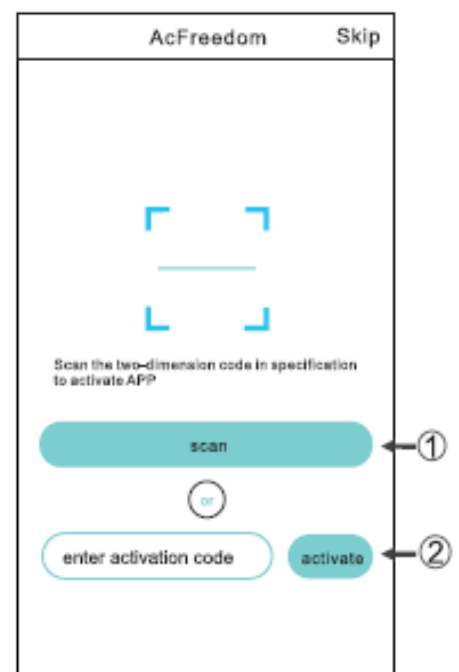 AcFreedom Skip
Scan the two-dimension code in specification
to activate APP
scan
①
or
enter activation code activate
②